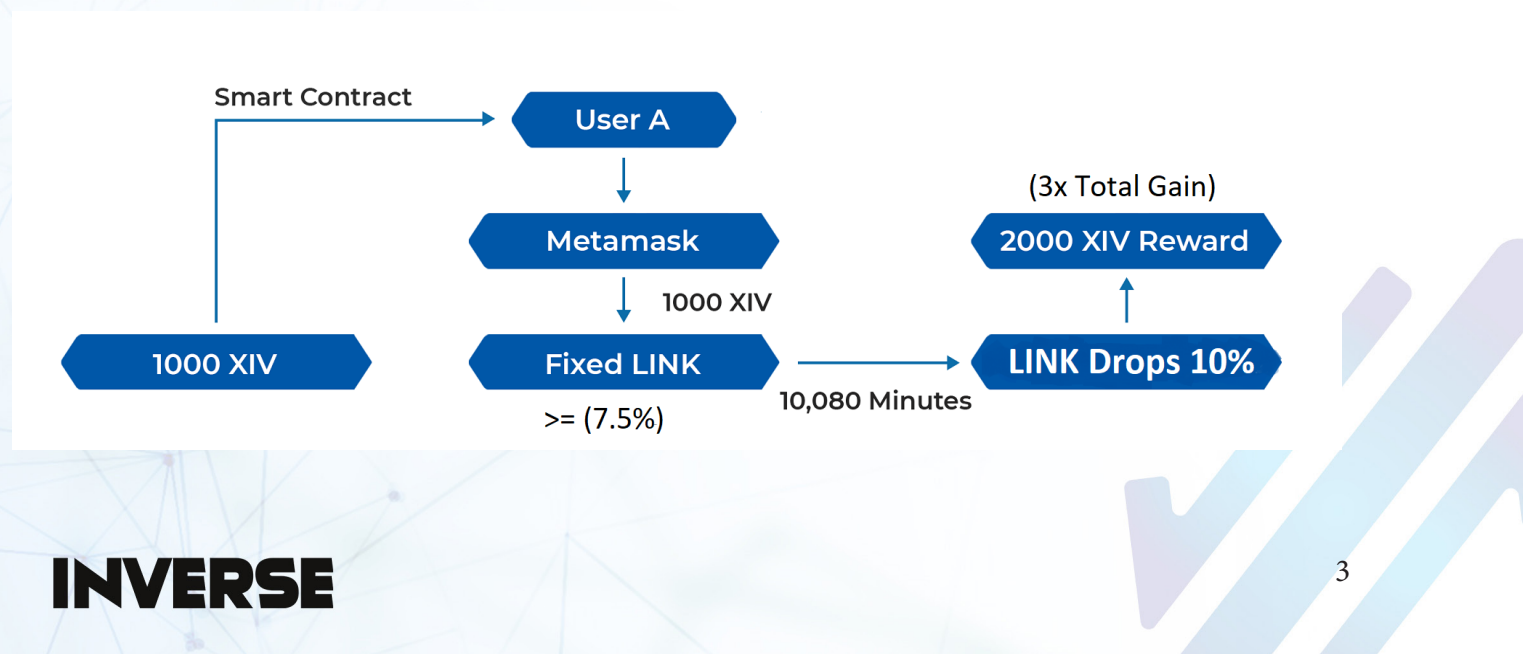 Smart Contract
User A
Metamask
1000 XIV
1000 XIV
Fixed LINK
>= (7.5%)
10,080 Minutes
(3x Total Gain)
2000 XIV Reward
LINK Drops 10%
INVERSE
3